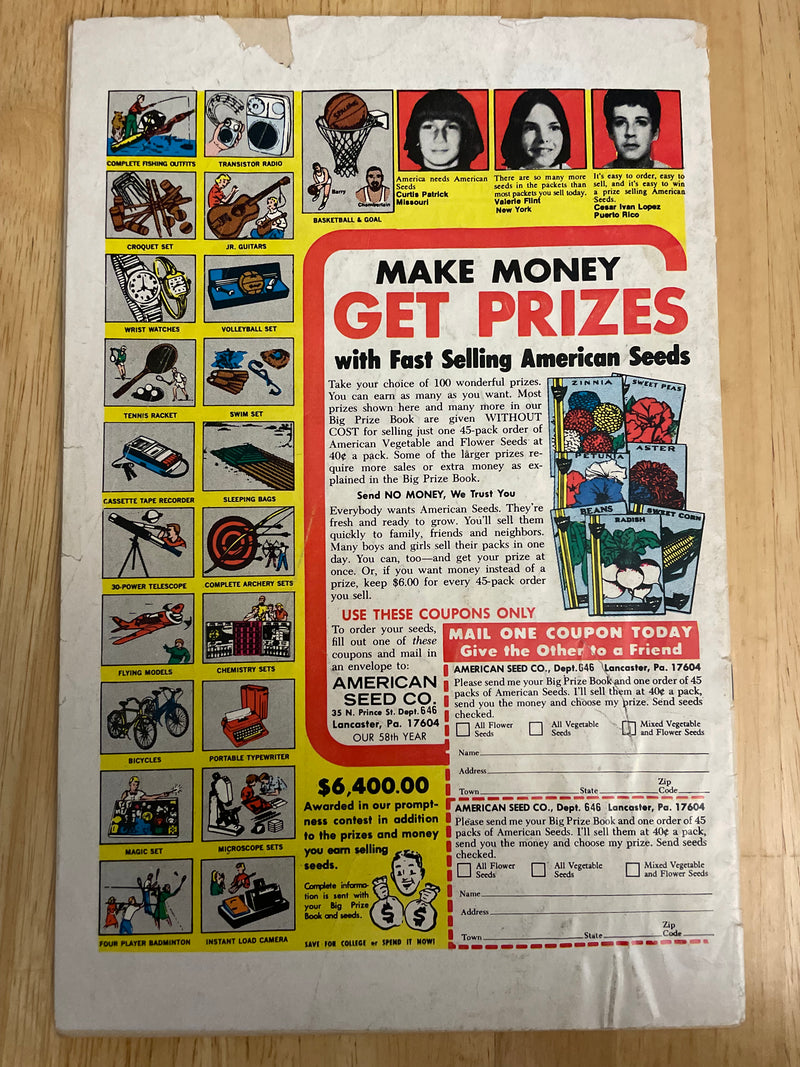 COMPLETE FISHING OUTFITS
TRANSISTOR RADIO
SPALDING
Barry
Chamberlain
BASKETBALL & GOAL
CROQUET SET
JR. GUITARS
WRIST WATCHES
VOLLEYBALL SET
TENNIS RACKET
SWIM SET
CASSETTE TAPE RECORDER
SLEEPING BAGS
30-POWER TELESCOPE
COMPLETE ARCHERY SETS
FLYING MODELS
CHEMISTRY SETS
BICYCLES
PORTABLE TYPEWRITER
MAGIC SET
MICROSCOPE SETS
FOUR PLAYER BADMINTON
INSTANT LOAD CAMERA
America needs American
Seeds
Curtis Patrick
Missouri
There are so many more
seeds in the packets than
most packets you sell today.
Valerie Flint
New York
It's easy to order, easy to
sell, and it's easy to win
a prize selling American
Seeds.
Cesar Ivan Lopez
Puerto Rico
MAKE MONEY
GET PRIZES
with Fast Selling American Seeds
Take your choice of 100 wonderful prizes.
You can earn as many as you want. Most
prizes shown here and many more in our
Big Prize Book are given WITHOUT
COST for selling just one 45-pack order of
American Vegetable and Flower Seeds at
40¢ a pack. Some of the larger prizes re-
quire more sales or extra money as ex-
plained in the Big Prize Book.
Send NO MONEY, We Trust You
Everybody wants American Seeds. They're
fresh and ready to grow. You'll sell them
quickly to family, friends and neighbors.
Many boys and girls sell their packs in one
day. You can, too—and get your prize at
once. Or, if you want money instead of a
prize, keep $6.00 for every 45-pack order
you sell.
ZINNIA
SWEET PEAS
PETUNIA
ASTER
BEANS
RADISH
SWEET CORN
USE THESE COUPONS ONLY
To order your seeds,
fill out one of these
coupons and mail in
an envelope to:
AMERICAN
SEED CO.
35 N. Prince St. Dept. 646
Lancaster, Pa. 17604
OUR 58th YEAR
$6,400.00
Awarded in our prompt-
ness contest in addition
to the prizes and money
you earn selling
seeds.
Complete informa-
tion is sent with
your Big Prize
Book and seeds.
$ $
SAVE FOR COLLEGE or SPEND IT NOW!
MAIL ONE COUPON TODAY
Give the Other to a Friend
AMERICAN SEED CO., Dept. 646 Lancaster, Pa. 17604
Please send me your Big Prize Book and one order of 45
packs of American Seeds. I'll sell them at 40¢ a pack,
send you the money and choose my prize. Send seeds
checked.
All Flower Seeds
All Vegetable Seeds
Mixed Vegetable and Flower Seeds
Name
Address
Town State Zip Code
AMERICAN SEED CO., Dept. 646 Lancaster, Pa. 17604
Please send me your Big Prize Book and one order of 45
packs of American Seeds. I'll sell them at 40¢ a pack,
send you the money and choose my prize. Send seeds
checked.
All Flower Seeds
All Vegetable Seeds
Mixed Vegetable and Flower Seeds
Name
Address
Town State Zip Code